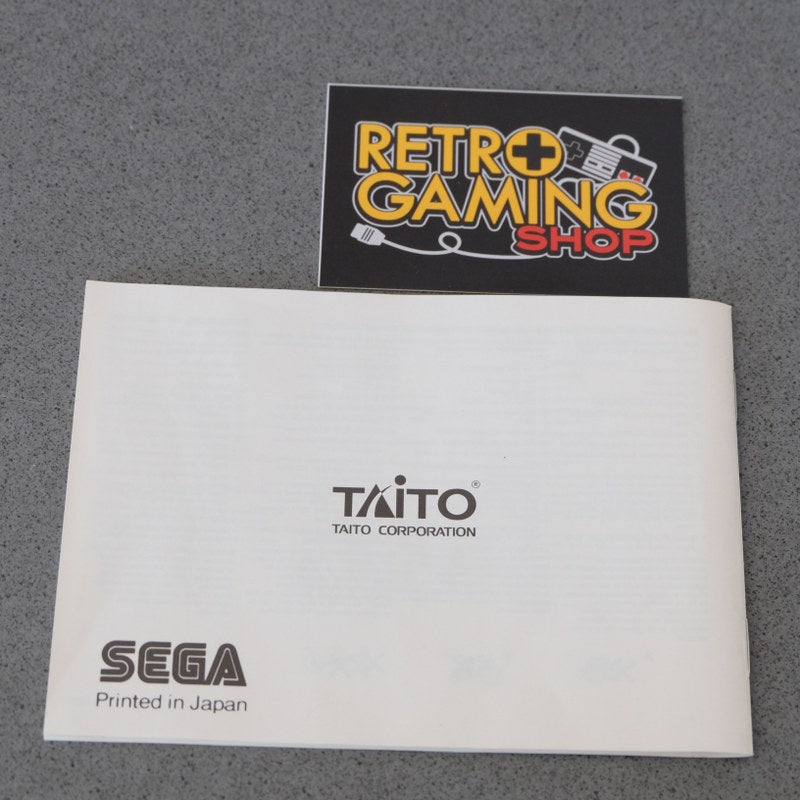 RETRO
GAMING
SHOP
TAITO®
TAITO CORPORATION
SEGA
Printed in Japan